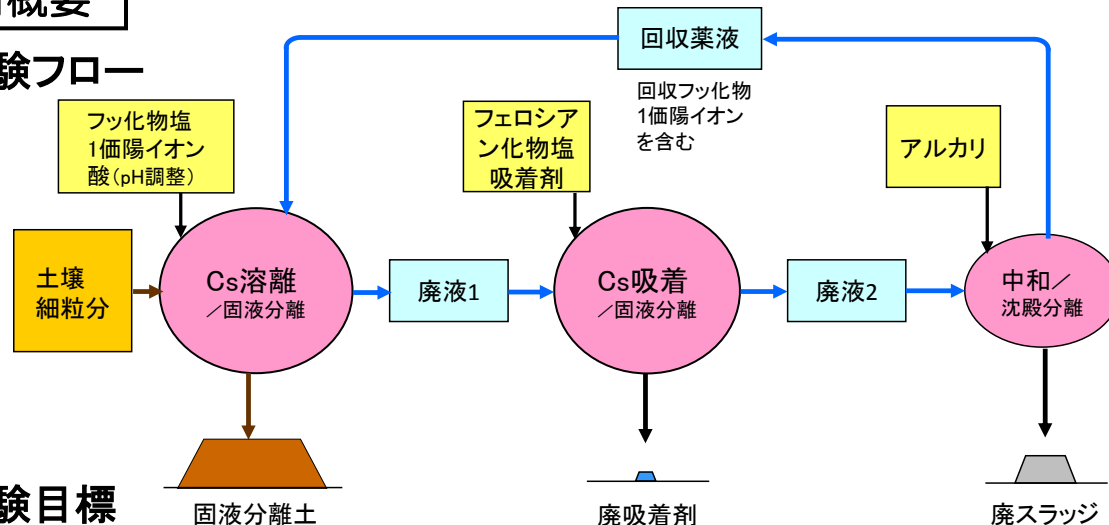 概要
験フロー
回収薬液
回収フッ化物
1価陽イオン
を含む
フッ化物塩
1価陽イオン
酸(pH調整)
フェロシア
ン化物塩
吸着剤
アルカリ
土壌
細粒分
Cs溶離
/固液分離
廃液1
Cs吸着
/固液分離
廃液2
中和/
沈殿分離
験目標
固液分離土
廃吸着剤
廃スラッジ